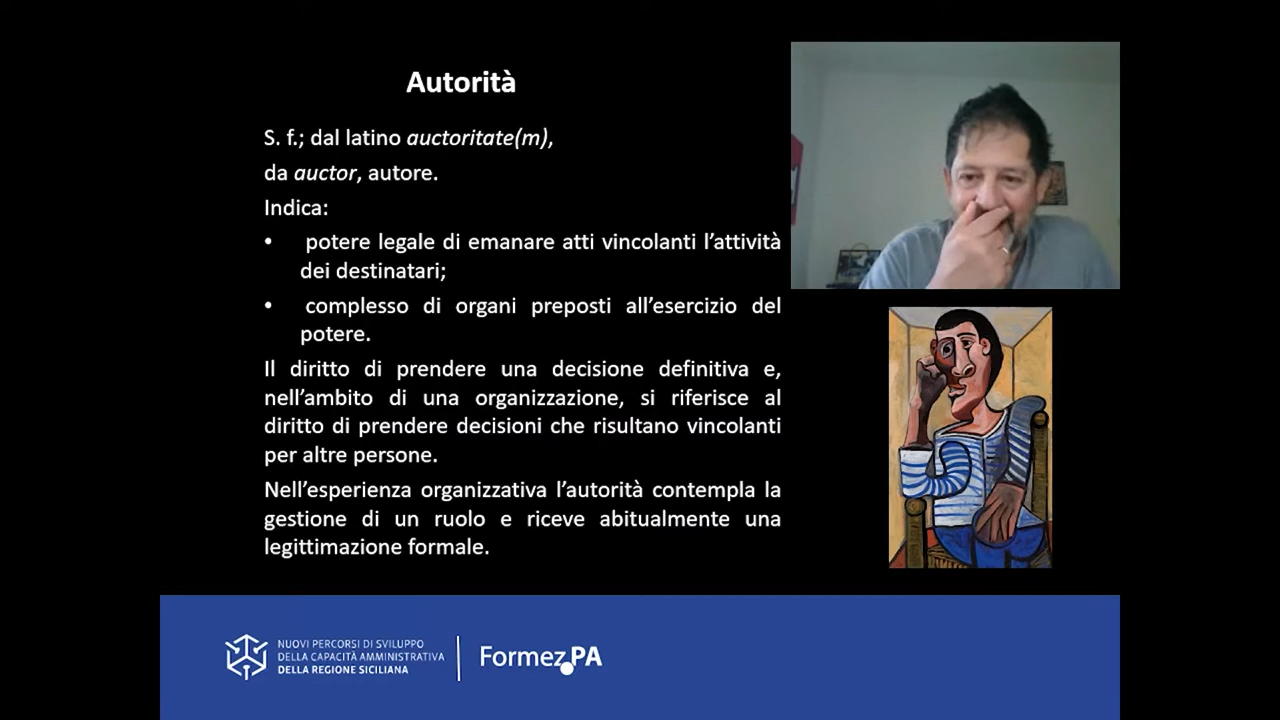 Autorità
S. f.; dal latino auctoritate(m),
da auctor, autore.
Indica:
• potere legale di emanare atti vincolanti l’attività
dei destinatari;
• complesso di organi preposti all’esercizio del
potere.
Il diritto di prendere una decisione definitiva e,
nell’ambito di una organizzazione, si riferisce al
diritto di prendere decisioni che risultano vincolanti
per altre persone.
Nell’esperienza organizzativa l’autorità contempla la
gestione di un ruolo e riceve abitualmente una
legittimazione formale.
NUOVI PERCORSI DI SVILUPPO
DELLA CAPACITÀ AMMINISTRATIVA
DELLA REGIONE SICILIANA
Formez PA